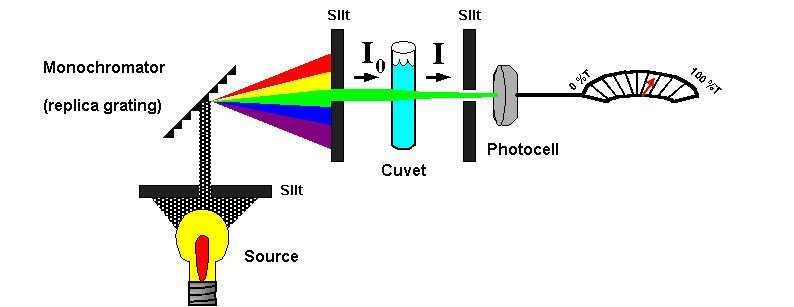 Slit
Slit
I₀
I
0 %T
100 %T
Monochromator
(replica grating)
Photocell
Cuvet
Slit
Source